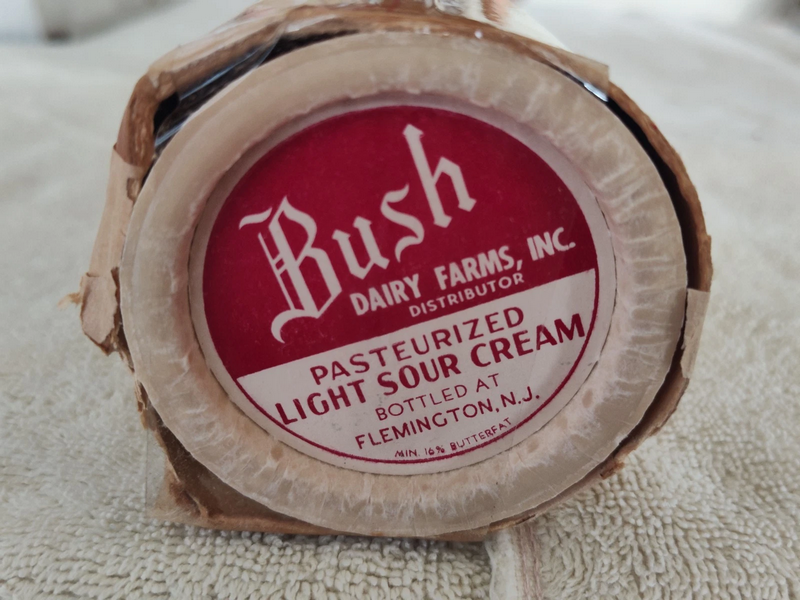 Bush
DAIRY FARMS, INC.
DISTRIBUTOR
PASTEURIZED
LIGHT SOUR CREAM
BOTTLED AT
FLEMINGTON, N.J.
MIN. 16% BUTTERFAT